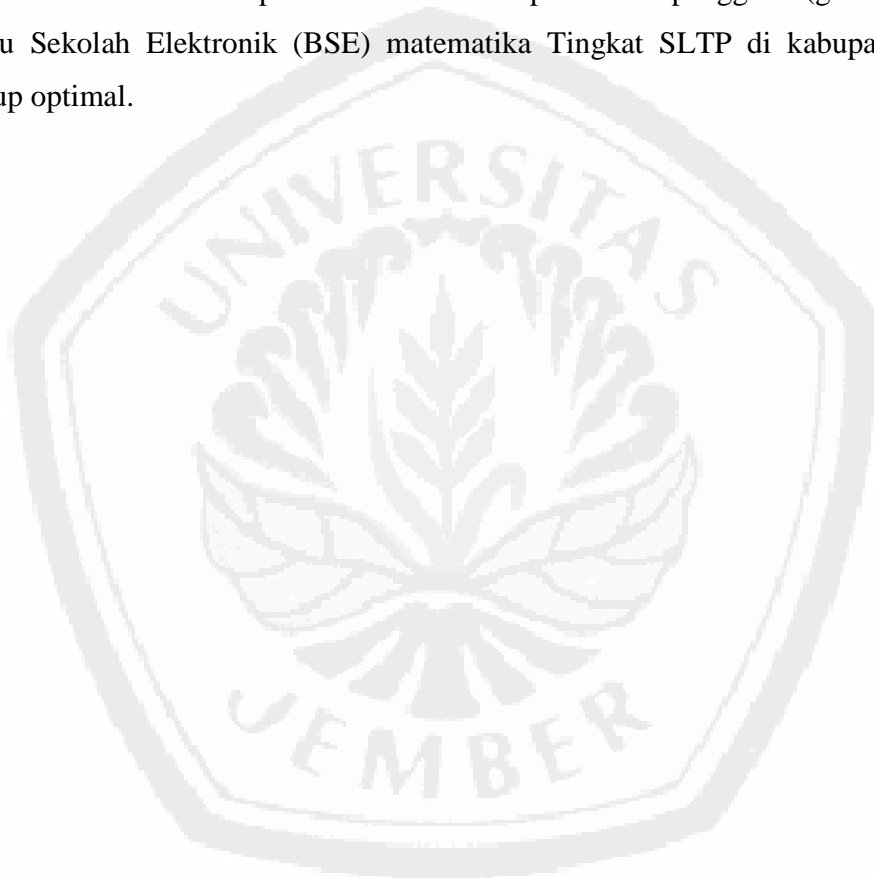 u Sekolah Elektronik (BSE) matematika Tingkat SLTP di kabupa
up optimal.
UNIVERSITAS
JEMBER